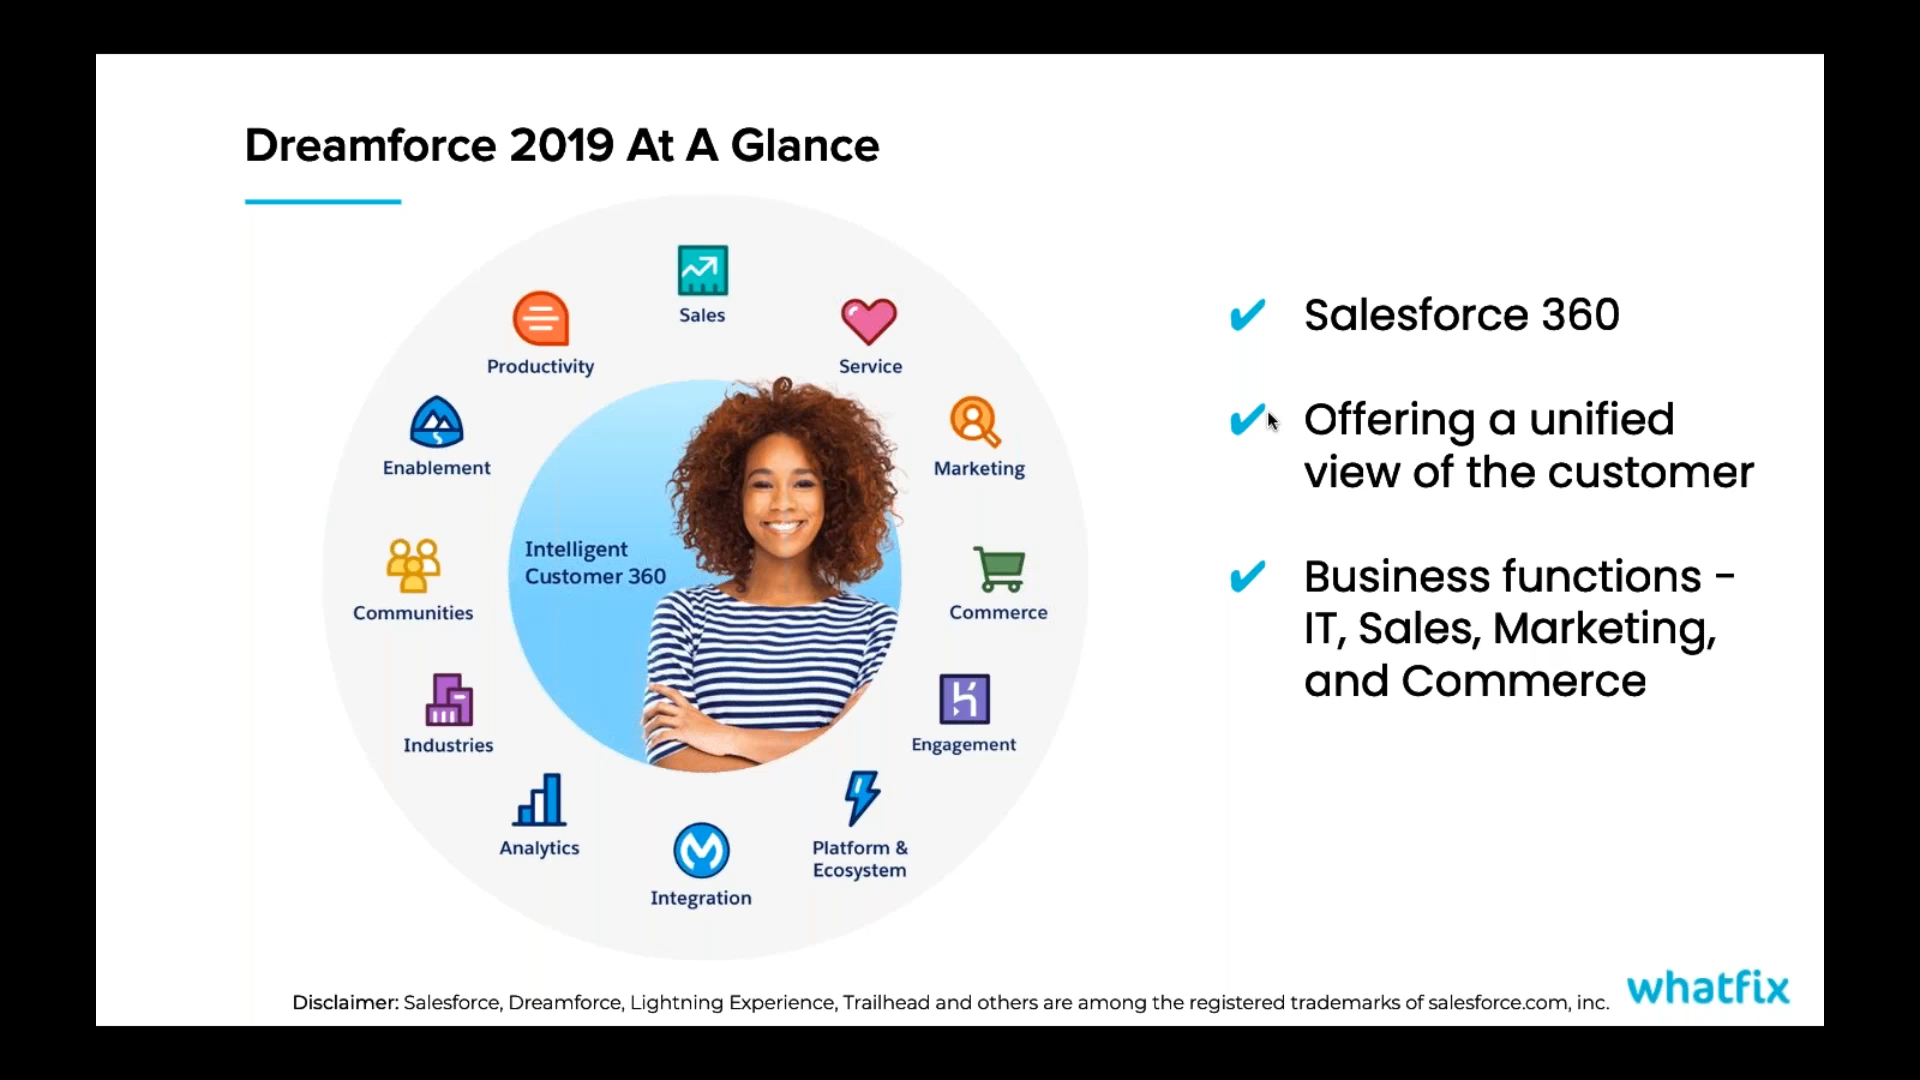 Dreamforce 2019 At A Glance
Sales
Productivity
Service
Enablement
Marketing
Intelligent
Customer 360
Communities
Commerce
Industries
Engagement
Analytics
Platform &
Ecosystem
Integration
Salesforce 360
Offering a unified
view of the customer
Business functions -
IT, Sales, Marketing,
and Commerce
Disclaimer: Salesforce, Dreamforce, Lightning Experience, Trailhead and others are among the registered trademarks of salesforce.com, inc.
whatfix